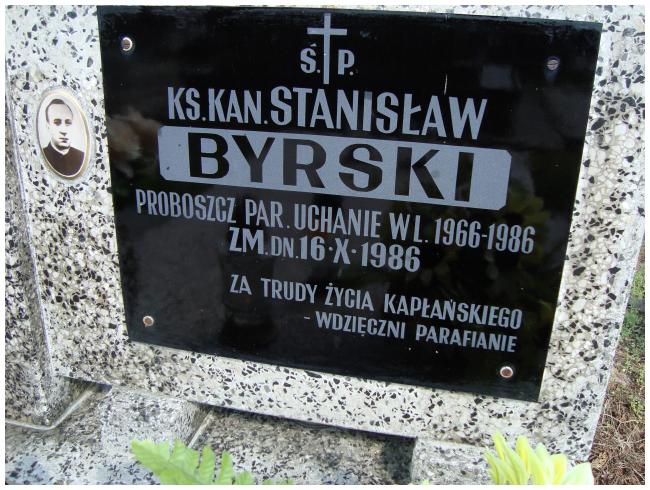 Ś.P.
KS.KAN.STANISŁAW
BYRSKI
PROBOSZCZ PAR. UCHANIE W L. 1966-1986
ZM.DN.16·X·1986
ZA TRUDY ŻYCIA KAPŁAŃSKIEGO
-WDZIĘCZNI PARAFIANIE